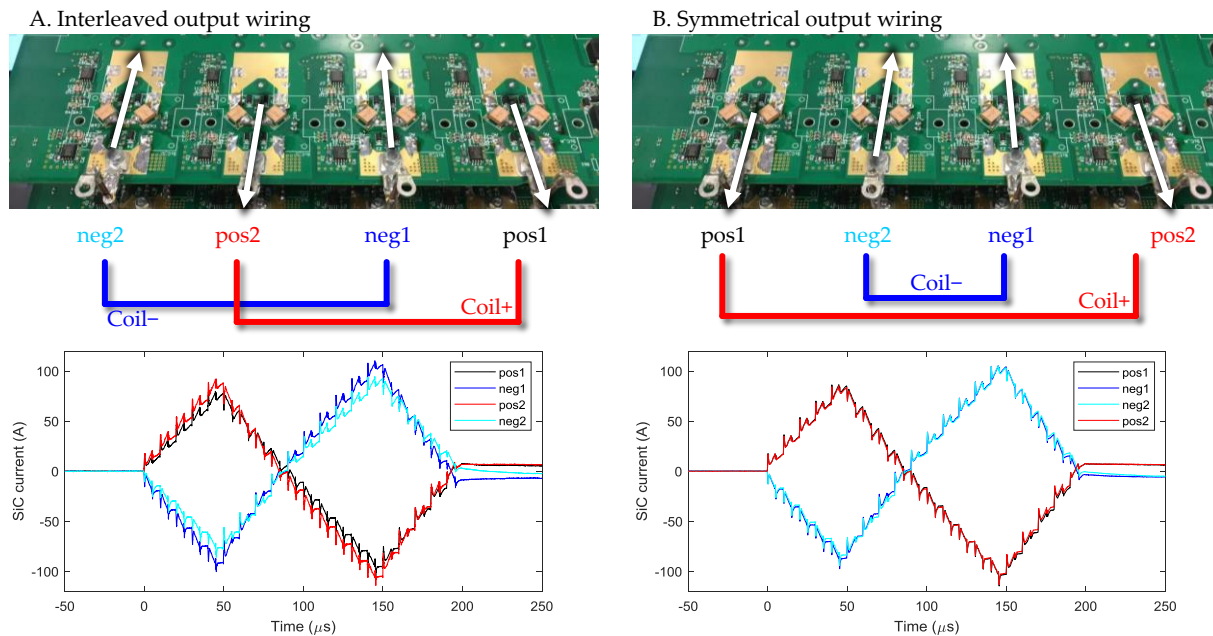 A. Interleaved output wiring
neg2 pos2 neg1 pos1
Coil−
Coil+
100
50
0
-50
-100
SiC current (A)
pos1
neg1
pos2
neg2
-50 0 50 100 150 200 250
Time (μs)
B. Symmetrical output wiring
pos1 neg2 neg1 pos2
Coil−
Coil+
100
50
0
-50
-100
SiC current (A)
pos1
neg1
neg2
pos2
-50 0 50 100 150 200 250
Time (μs)